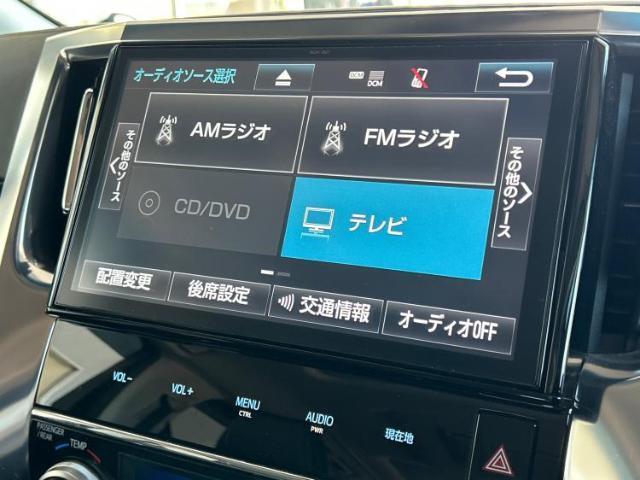 オーディオソース選択
DCM
DCM
AMラジオ
FMラジオ
その他のソース
その他のソース
CD/DVD
テレビ
配置変更
後席設定
交通情報
オーディオOFF
VOL-
VOL+
MENU
CTRL
AUDIO
PWR
現在地
PASSENGER
/REAR
TEMP